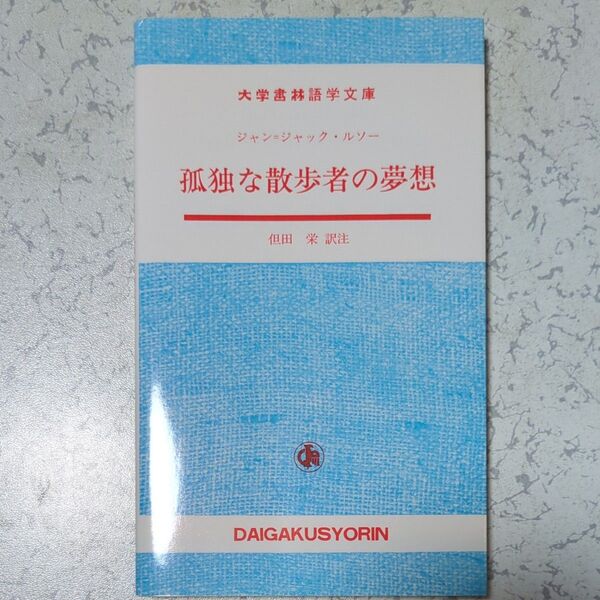 大学書林語学文庫
ジャン=ジャック・ルソー
孤独な散歩者の夢想
但田 栄 訳注
DAIGAKUSYORIN